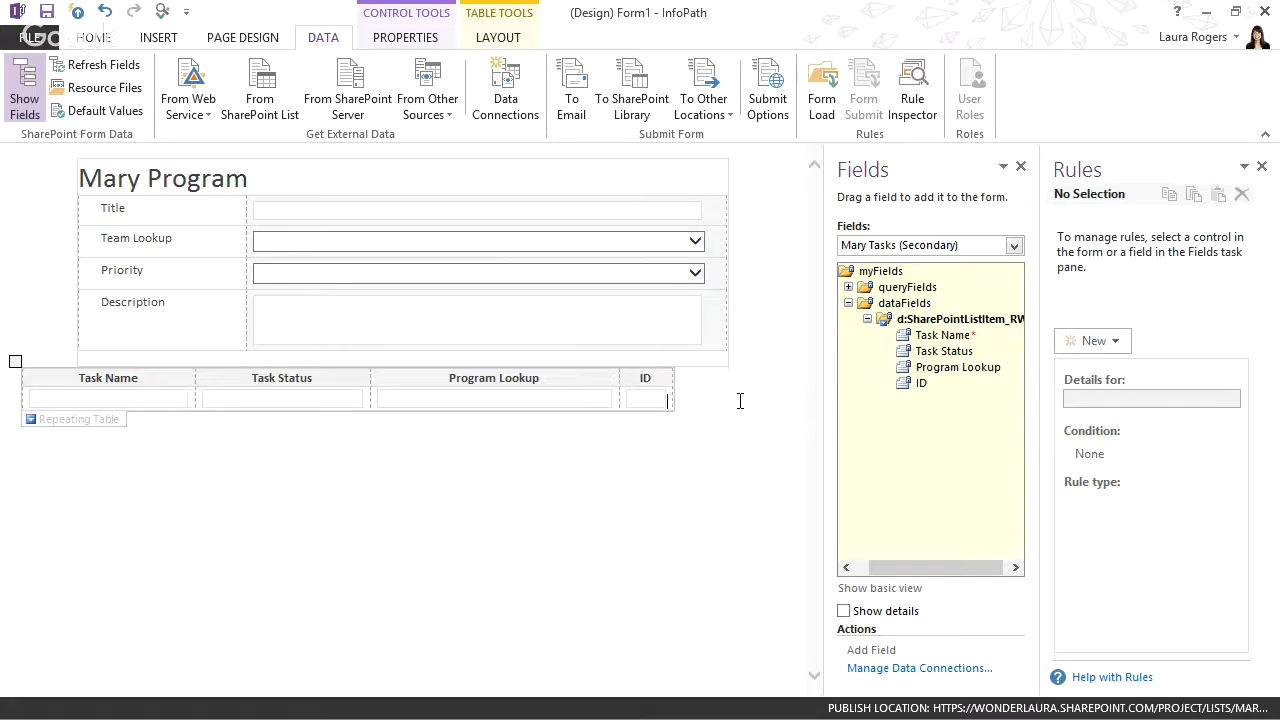 CONTROL TOOLS
TABLE TOOLS
(Design) Form1 - InfoPath
?
FILE
HOME
INSERT
PAGE DESIGN
DATA
PROPERTIES
LAYOUT
Laura Rogers
Show Fields
Refresh Fields
Resource Files
Default Values
SharePoint Form Data
From Web Service
From SharePoint List
From SharePoint Server
From Other Sources
Get External Data
Data Connections
To Email
To SharePoint Library
To Other Locations
Submit Options
Submit Form
Form Load
Form Submit
Rule Inspector
Rules
User Roles
Roles
Mary Program
Title
Team Lookup
Priority
Description
Task Name Task Status Program Lookup ID
Repeating Table
Fields
Drag a field to add it to the form.
Fields:
Mary Tasks (Secondary)
myFields
queryFields
dataFields
d:SharePointListItem_RW
Task Name*
Task Status
Program Lookup
ID
Show basic view
Show details
Actions
Add Field
Manage Data Connections...
Rules
No Selection
To manage rules, select a control in
the form or a field in the Fields task
pane.
New
Details for:
Condition:
None
Rule type:
Help with Rules
PUBLISH LOCATION: HTTPS://WONDERLAURA.SHAREPOINT.COM/PROJECT/LISTS/MAR...